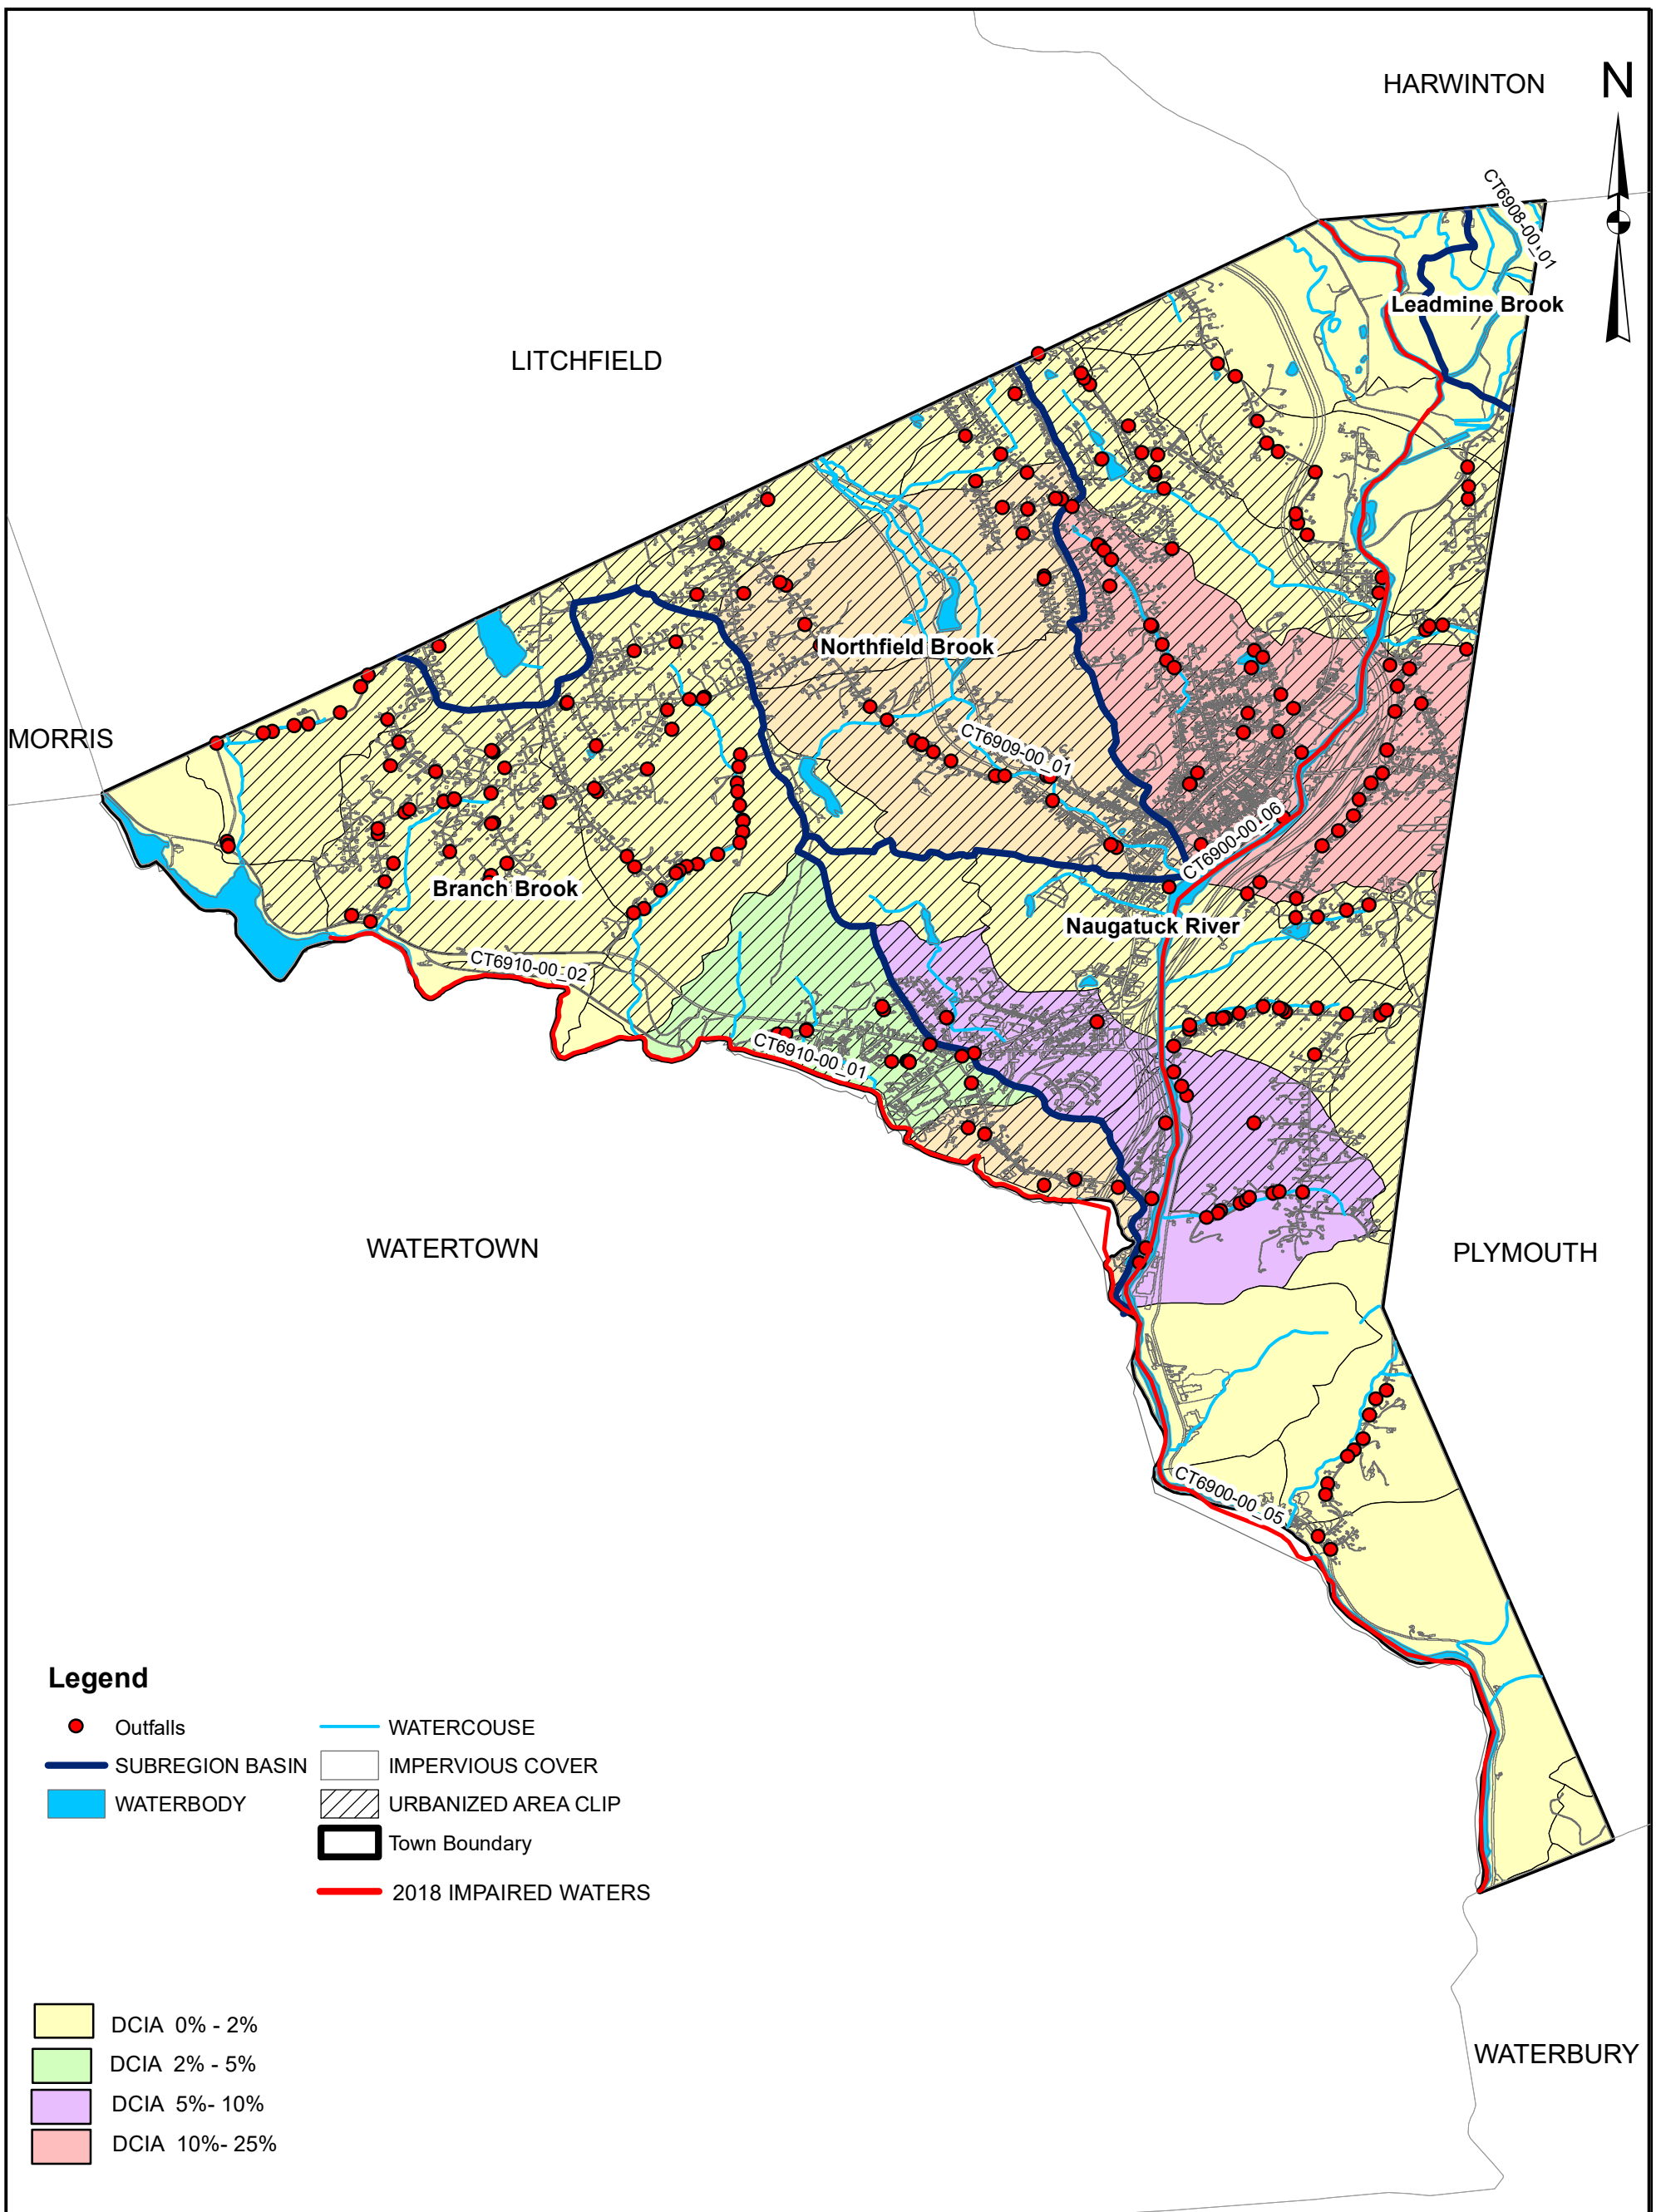 HARWINTON
N
CT6908-00_01
Leadmine Brook
LITCHFIELD
Northfield Brook
MORRIS
CT6909-00_01
CT6900-00_06
Branch Brook
Naugatuck River
CT6910-00_02
CT6910-00_01
WATERTOWN
PLYMOUTH
CT6900-00_05
Legend
Outfalls
SUBREGION BASIN
WATERBODY
WATERCOUSE
IMPERVIOUS COVER
URBANIZED AREA CLIP
Town Boundary
2018 IMPAIRED WATERS
DCIA 0% - 2%
DCIA 2% - 5%
DCIA 5%- 10%
DCIA 10%- 25%
WATERBURY